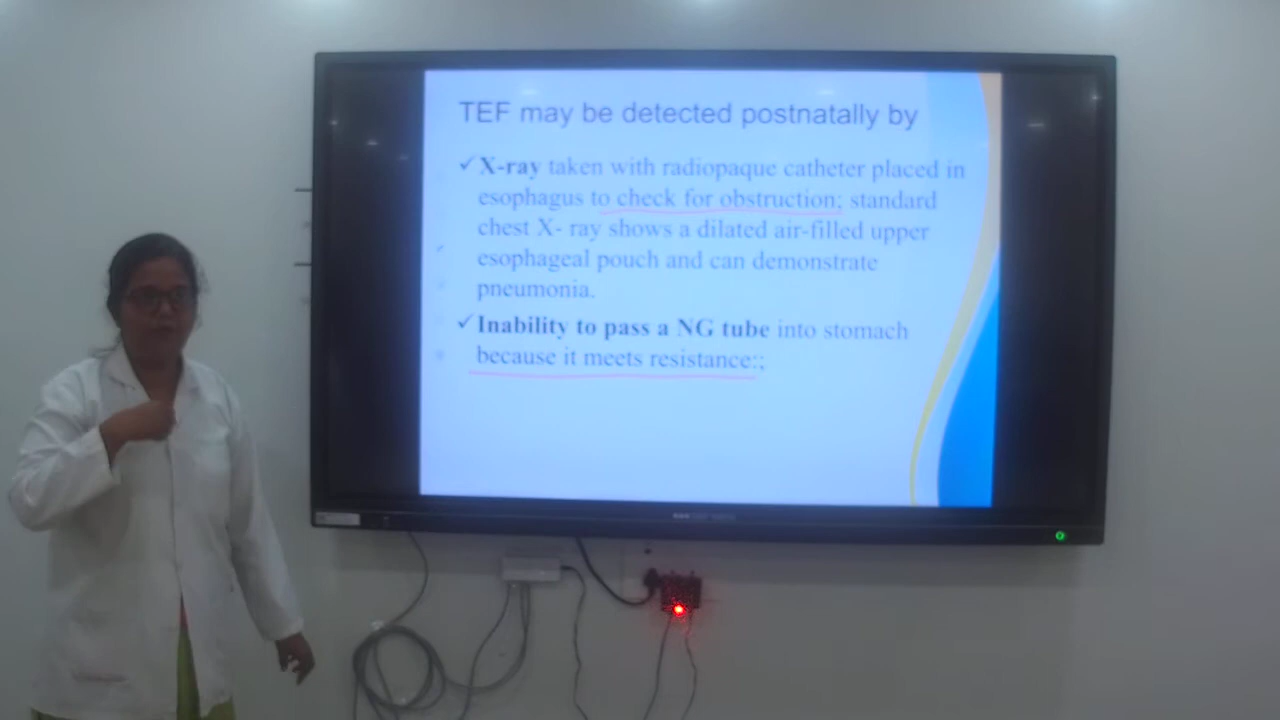 TEF may be detected postnatally by
✓X-ray taken with radiopaque catheter placed in
esophagus to check for obstruction; standard
chest X- ray shows a dilated air-filled upper
esophageal pouch and can demonstrate
pneumonia.
✓Inability to pass a NG tube into stomach
because it meets resistance:;